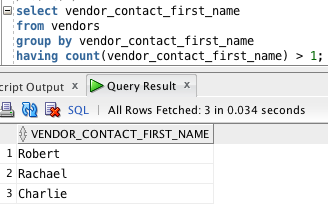 select vendor_contact_first_name
from vendors
group by vendor_contact_first_name
having count(vendor_contact_first_name) > 1;
cript Output x Query Result x
SQL | All Rows Fetched: 3 in 0.034 seconds
VENDOR_CONTACT_FIRST_NAME
1 Robert
2 Rachael
3 Charlie